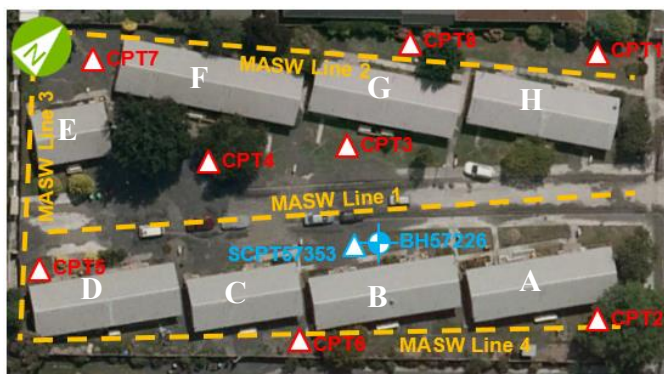 N
CPT7
MASW Line 2
CPT8
CPT1
F
G
H
MASW Line 3
E
CPT4
CPT3
MASW Line 1
SCPT57353
BH57226
CPT5
D
C
B
A
CPT2
CPT6
MASW Line 4